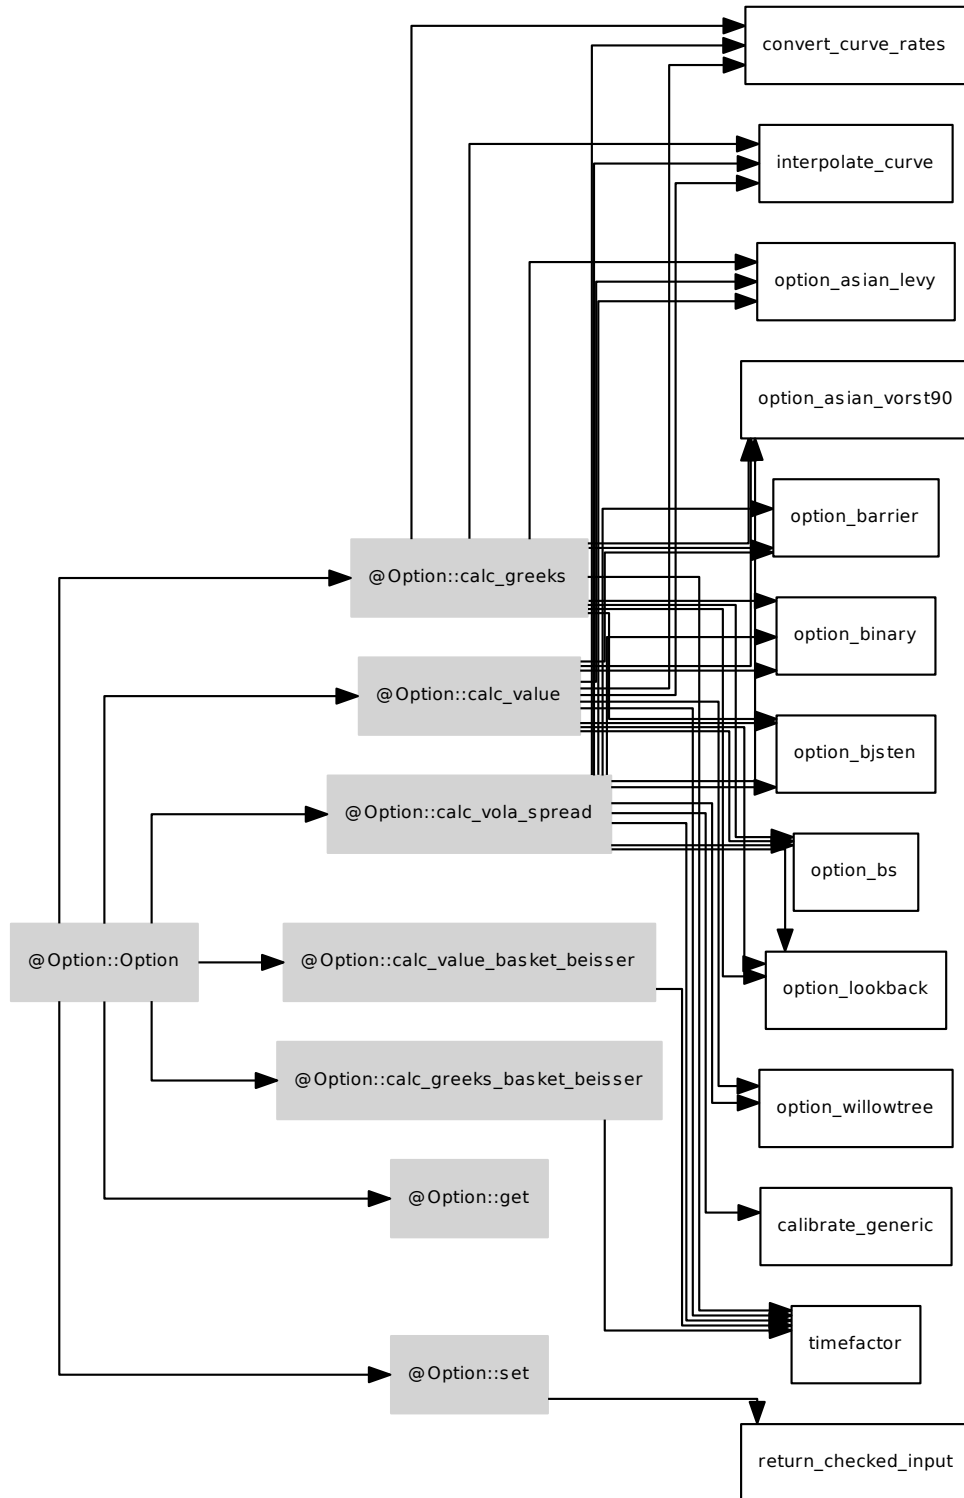 convert_curve_rates
interpolate_curve
option_asian_levy
option_asian_vorst90
option_barrier
@Option::calc_greeks
option_binary
@Option::calc_value
option_bjsten
@Option::calc_vola_spread
option_bs
@Option::Option
@Option::calc_value_basket_beisser
option_lookback
@Option::calc_greeks_basket_beisser
option_willowtree
@Option::get
calibrate_generic
timefactor
@Option::set
return_checked_input